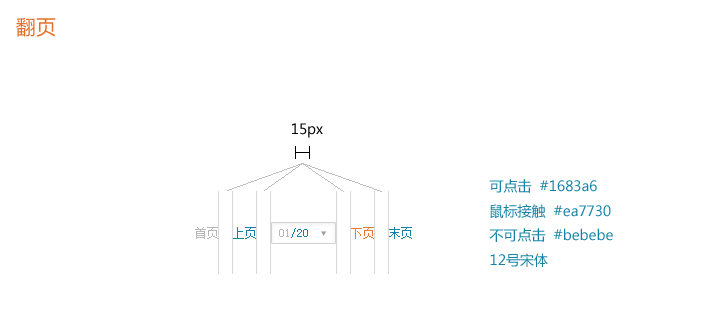 翻页
15px
首页 上页 01/20 下页 末页
可点击 #1683a6
鼠标接触 #ea7730
不可点击 #bebebe
12号宋体